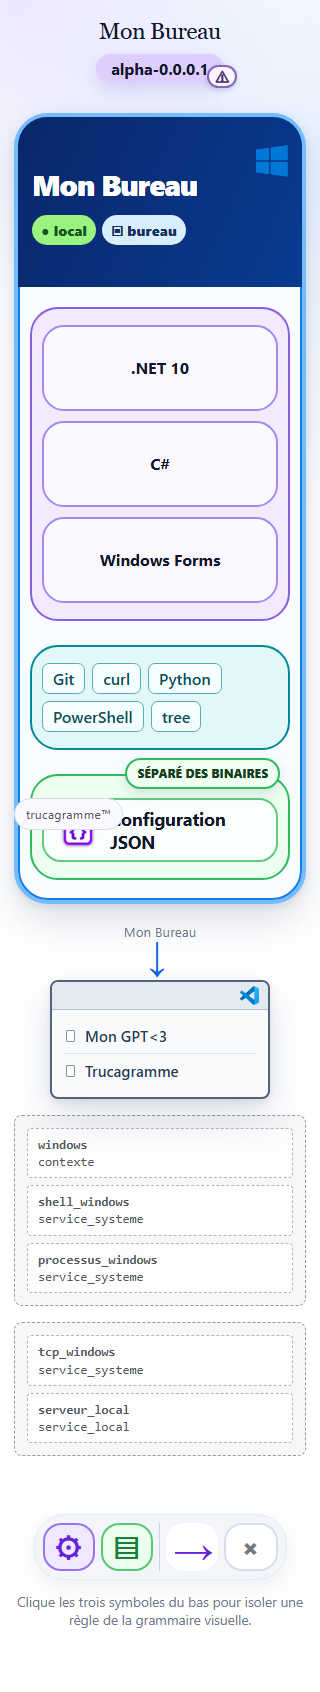 Mon Bureau
alpha-0.0.0.1
Mon Bureau
local
bureau
.NET 10
C#
Windows Forms
Git curl Python
PowerShell tree
SÉPARÉ DES BINAIRES
trucagramme™
JSON
Mon Bureau
Mon GPT<3
Trucagramme
windows
contexte
shell_windows
service_systeme
processus_windows
service_systeme
tcp_windows
service_systeme
serveur_local
service_local
Clique les trois symboles du bas pour isoler une
règle de la grammaire visuelle.